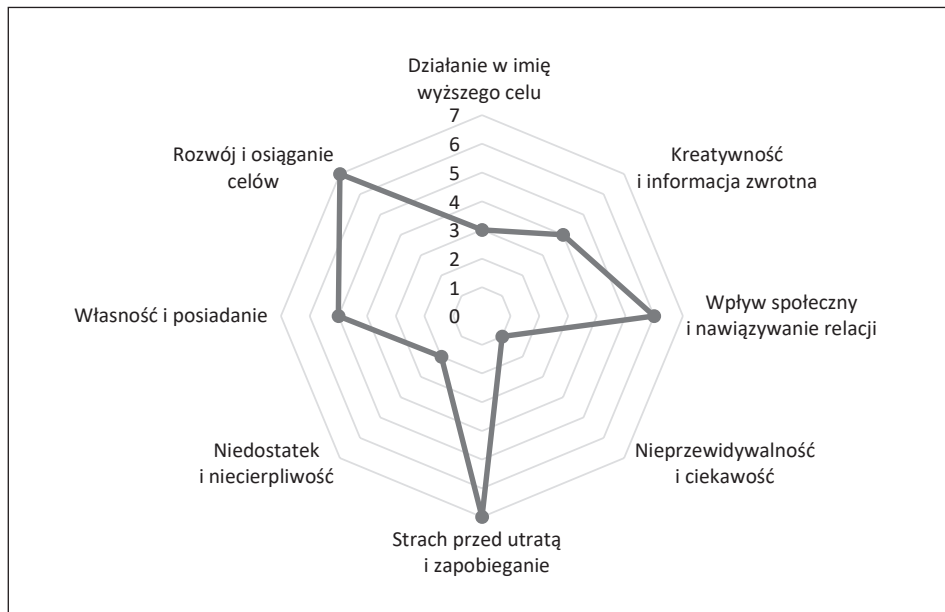 Działanie w imię
wyższego celu
7
6
5
4
3
2
1
0
Kreatywność
i informacja zwrotna
Wpływ społeczny
i nawiązywanie relacji
Nieprzewidywalność
i ciekawość
Strach przed utratą
i zapobieganie
Niedostatek
i niecierpliwość
Własność i posiadanie
Rozwój i osiąganie
celów